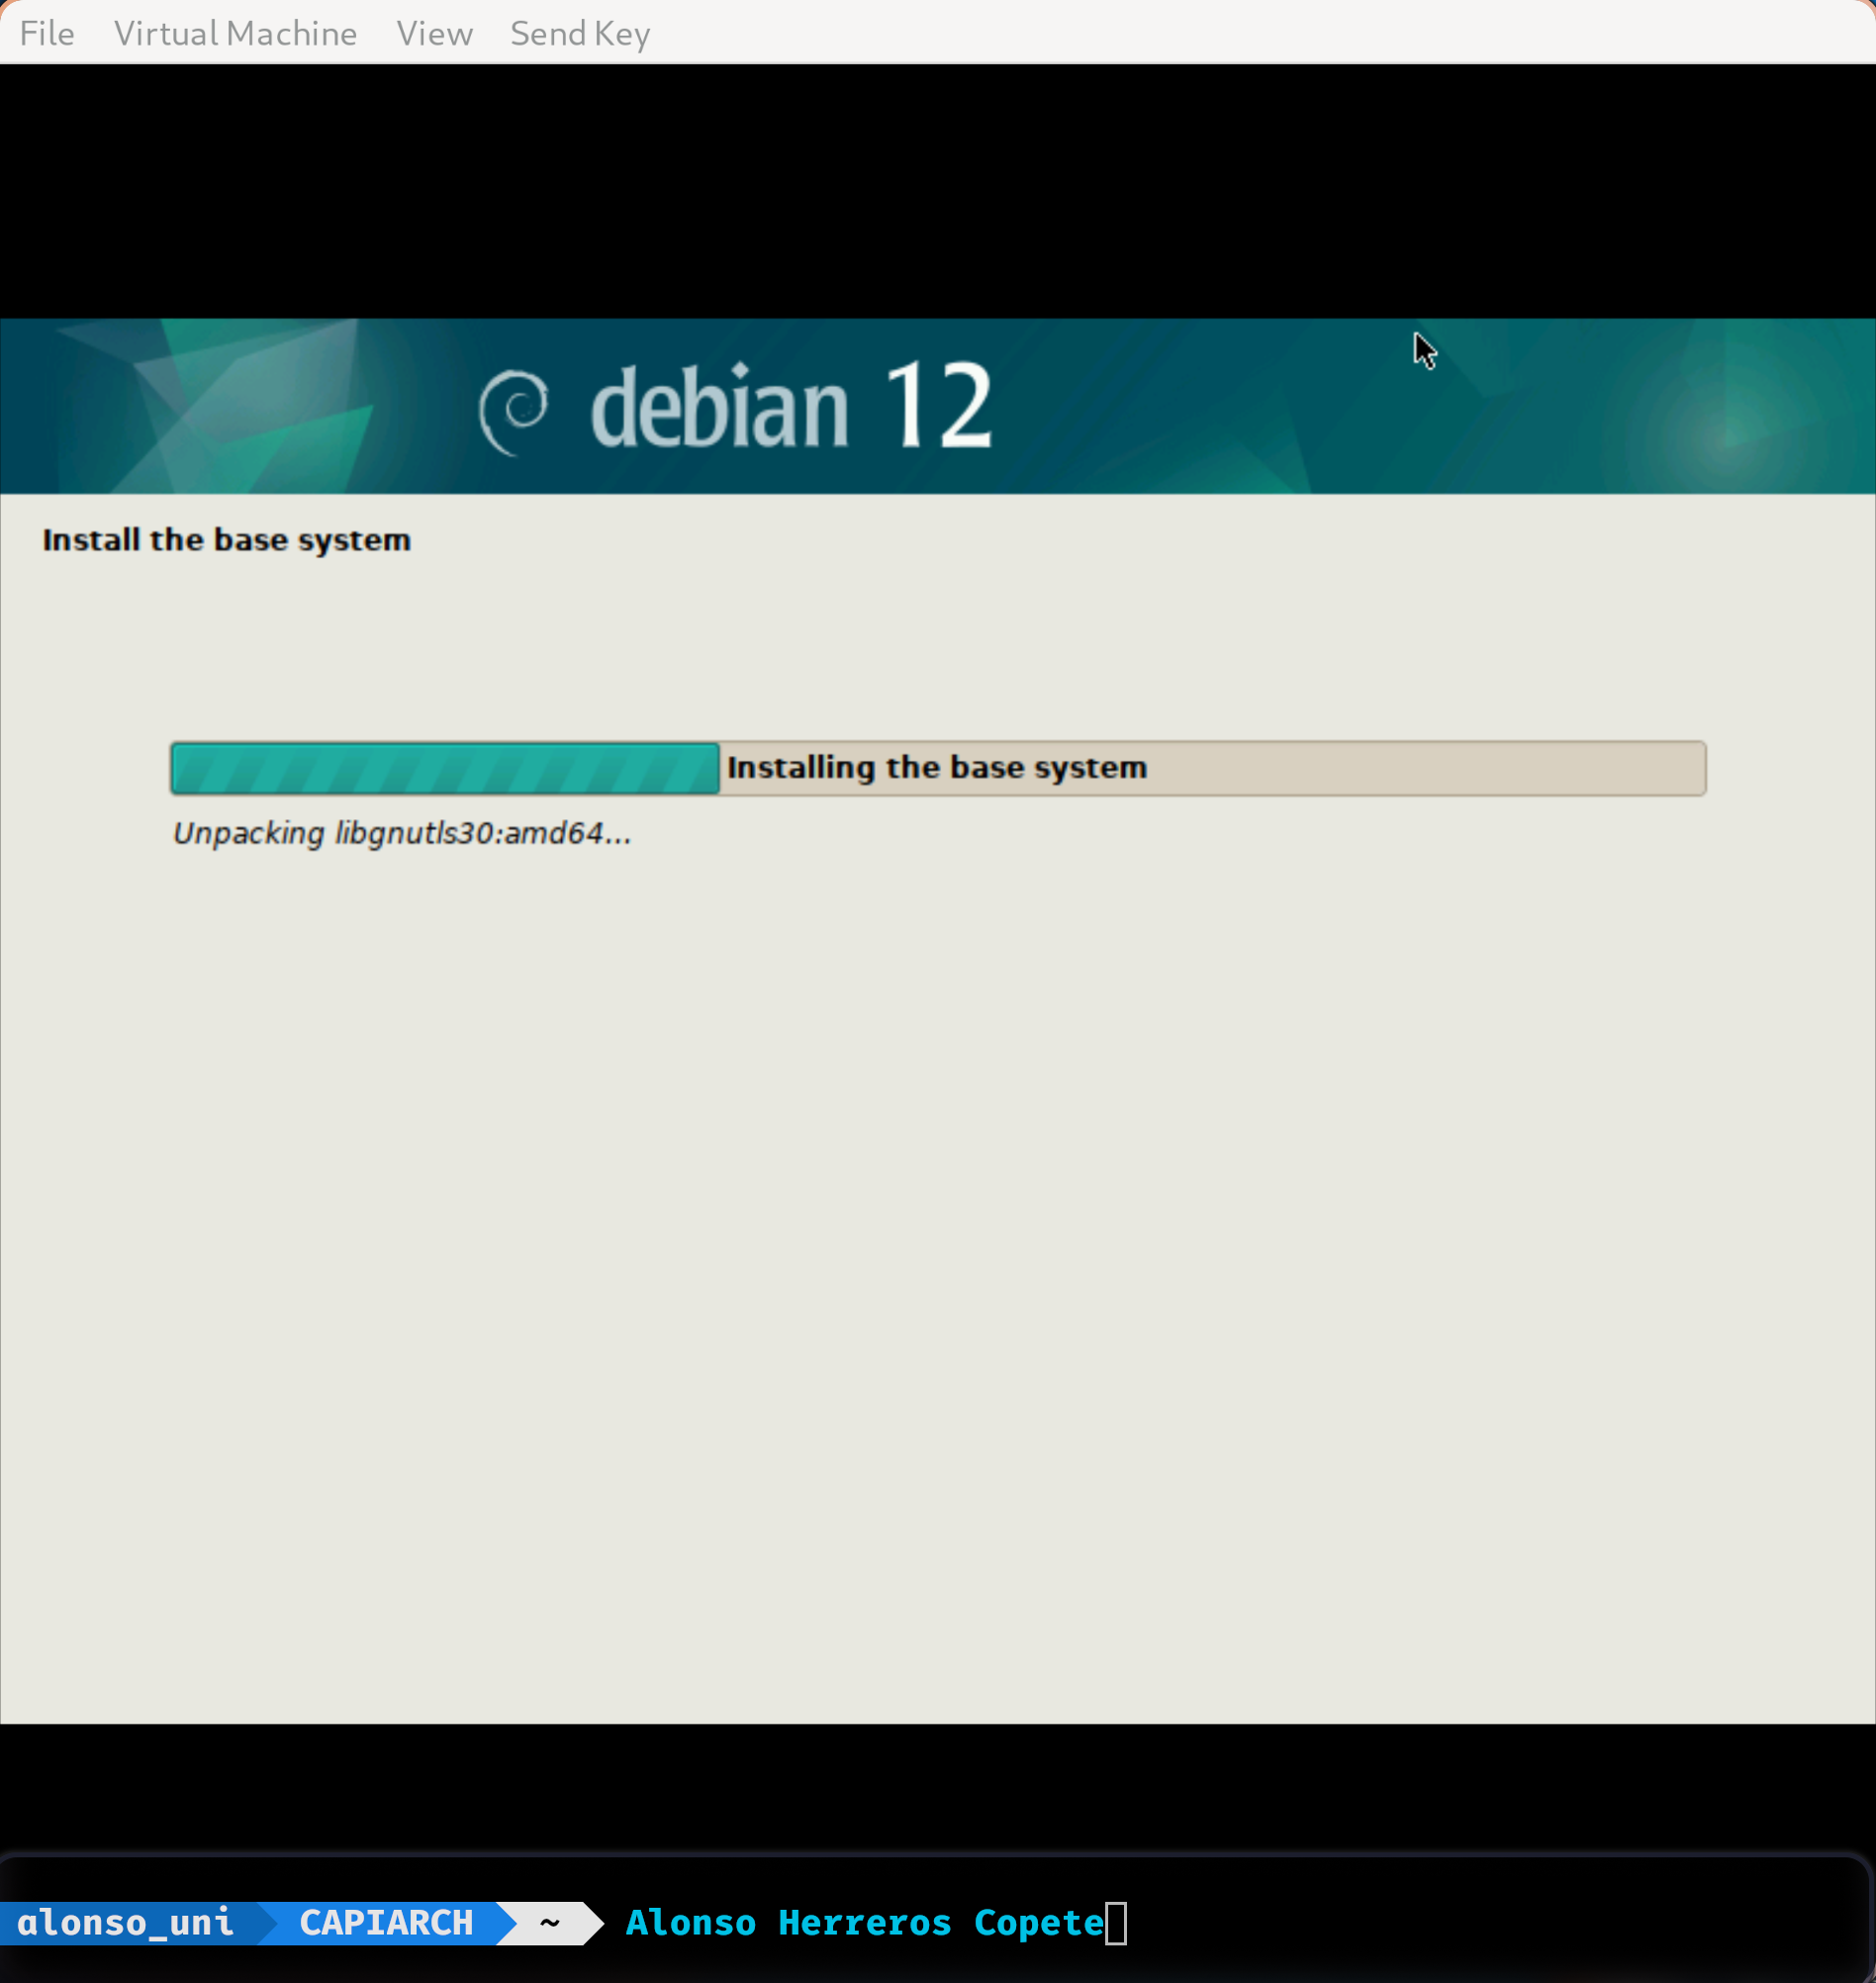 File Virtual Machine View Send Key
debian 12
Install the base system
Installing the base system
Unpacking libgnutls30:amd64...
alonso_uni CAPIARCH ~ Alonso Herreros Copete